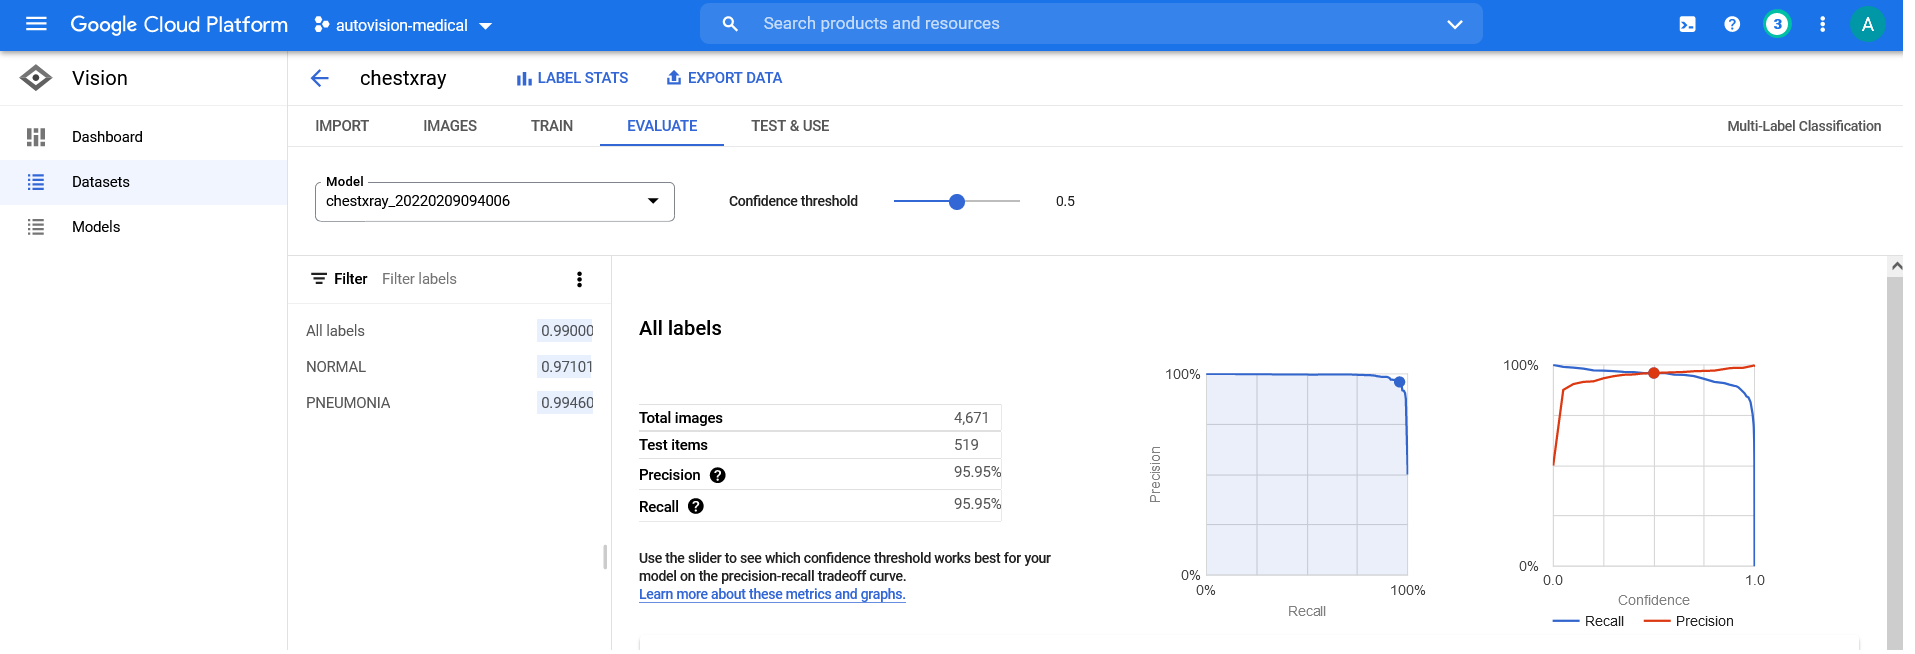 Google Cloud Platform
autovision-medical
Search products and resources
3
A
Vision
chestxray
LABEL STATS
EXPORT DATA
Dashboard
Datasets
Models
IMPORT
IMAGES
TRAIN
EVALUATE
TEST & USE
Multi-Label Classification
Model
chestxray_20220209094006
Confidence threshold
0.5
Filter
Filter labels
All labels
0.99000
NORMAL
0.97101
PNEUMONIA
0.99460
All labels
Total images
4,671
Test items
519
Precision ?
95.95%
Recall ?
95.95%
Use the slider to see which confidence threshold works best for your
model on the precision-recall tradeoff curve.
Learn more about these metrics and graphs.
100%
Precision
0%
0%
100%
Recall
100%
0%
0.0
1.0
Confidence
Recall
Precision